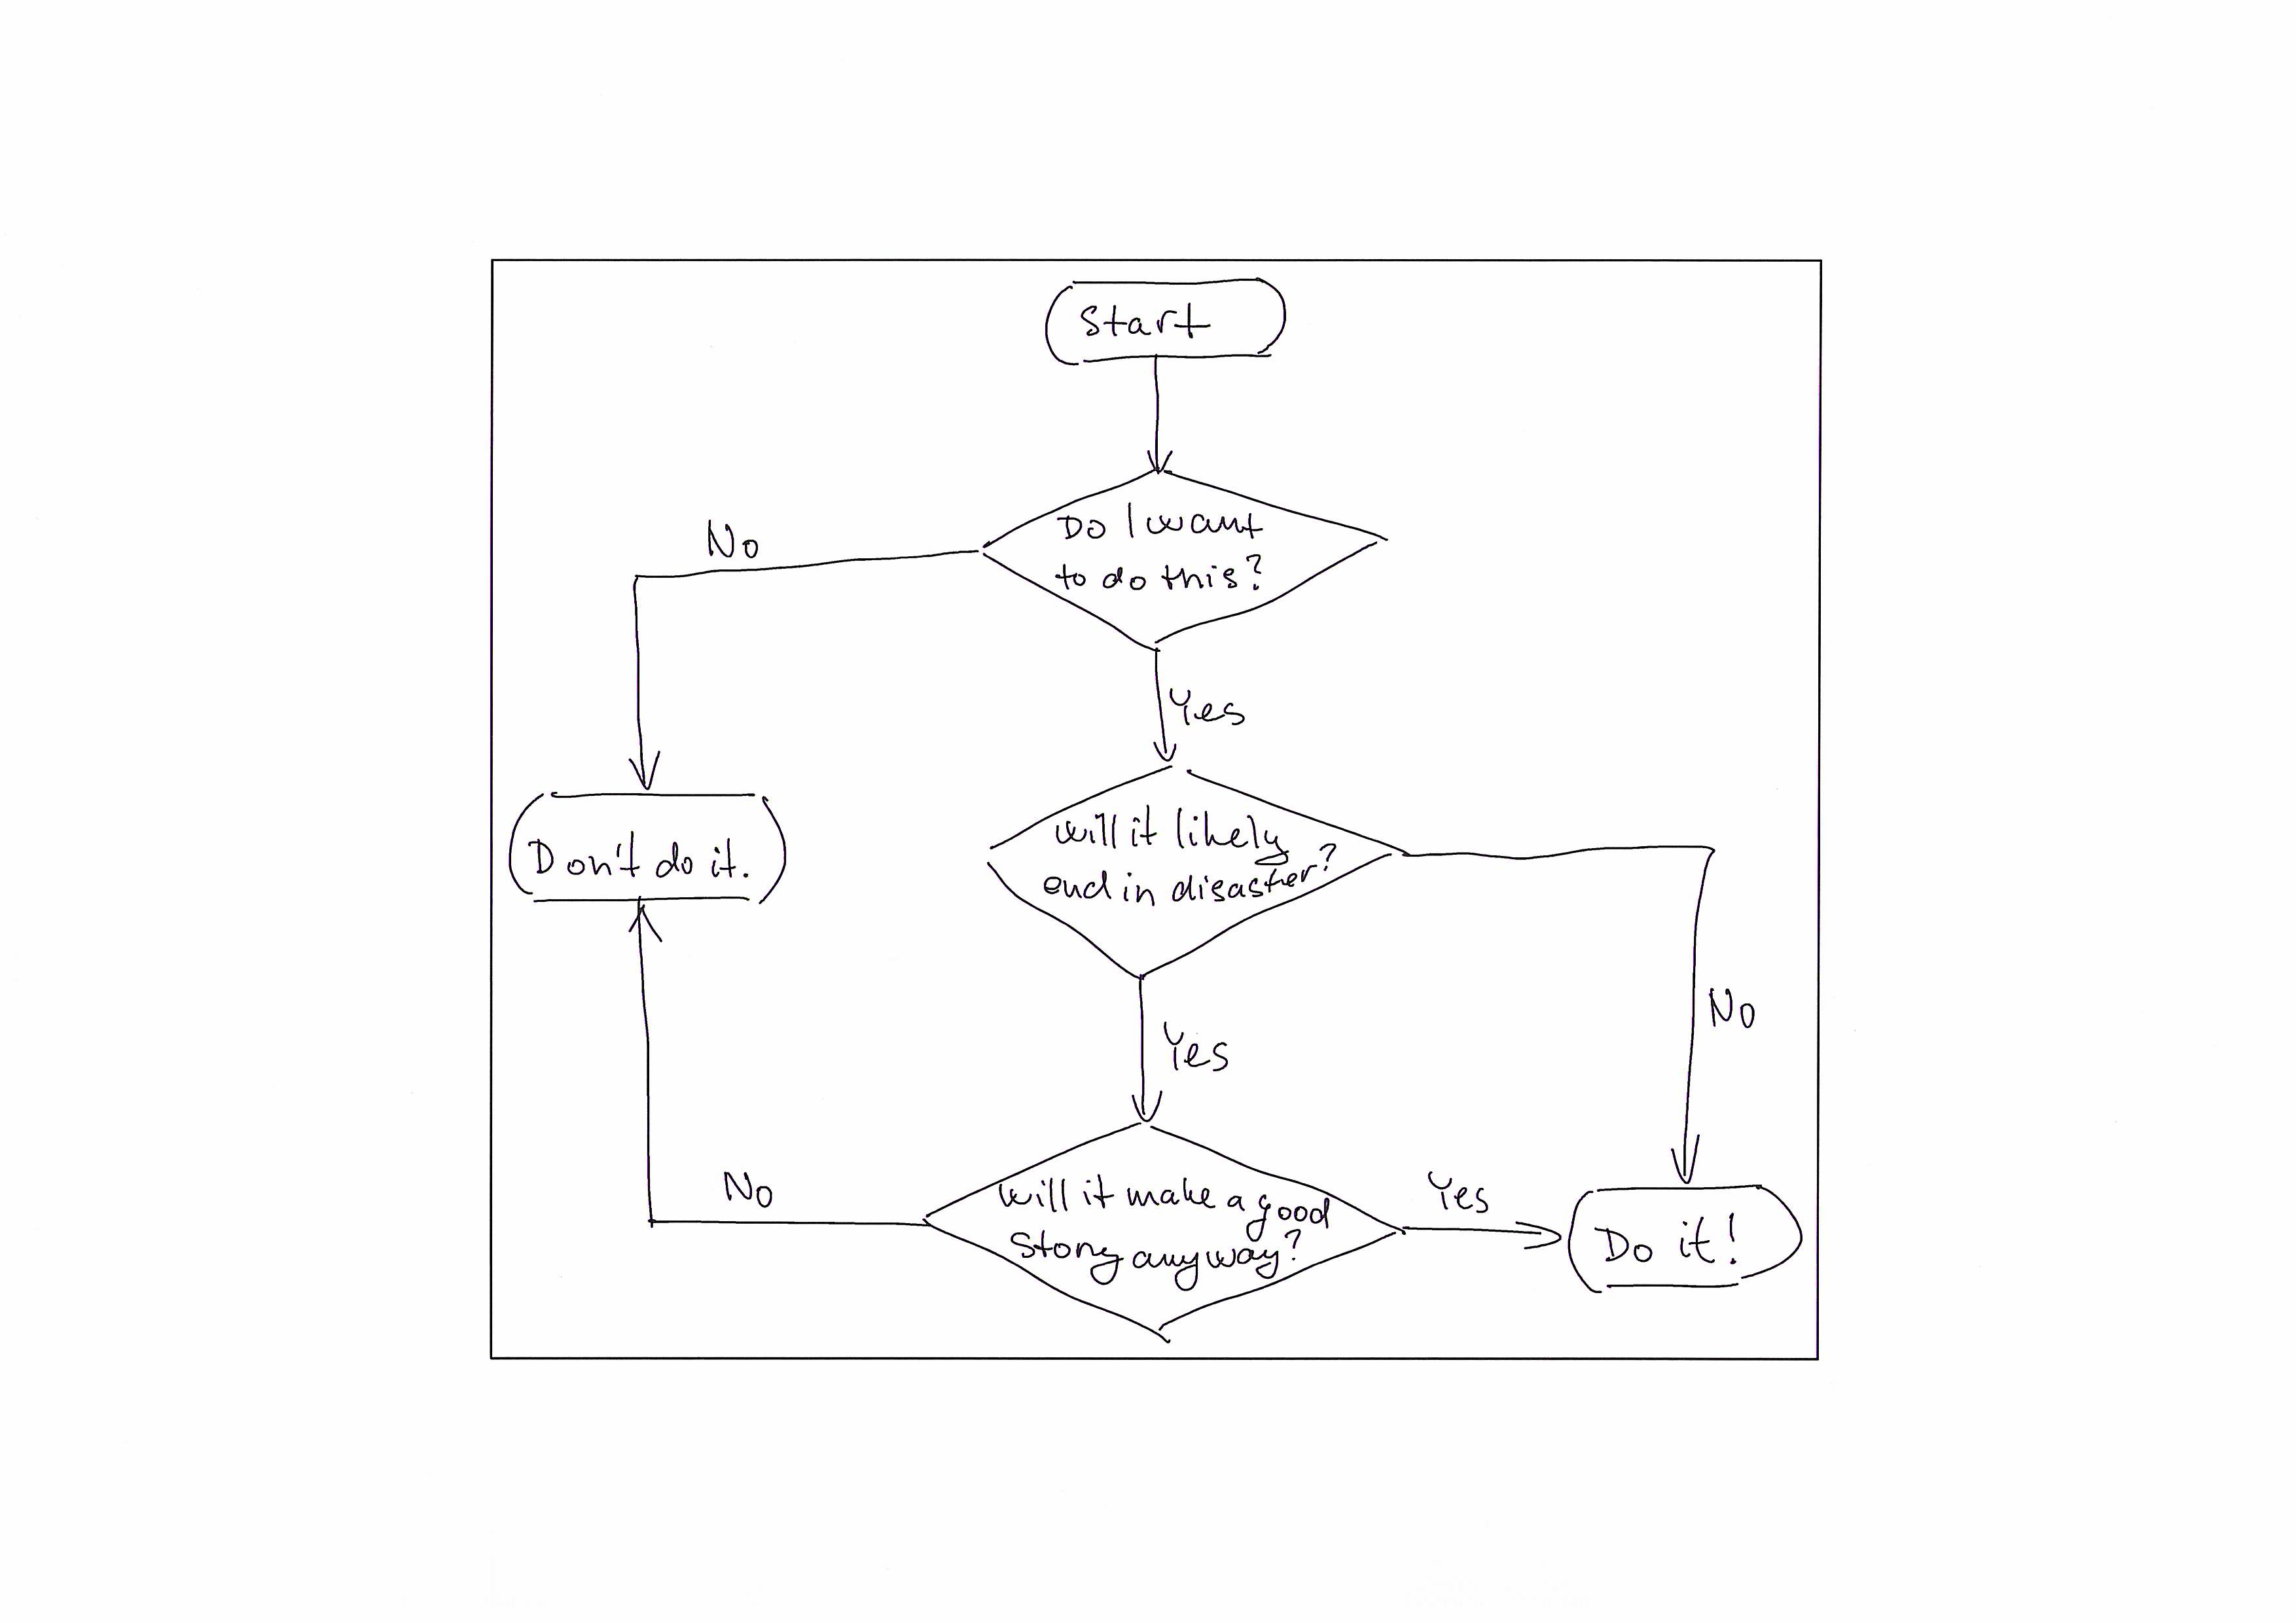 Start
Do I want
to do this?
No
Yes
Don't do it.
Will it likely
end in disaster?
No
Yes
Will it make a good
story anyway?
No
Yes
Do it!